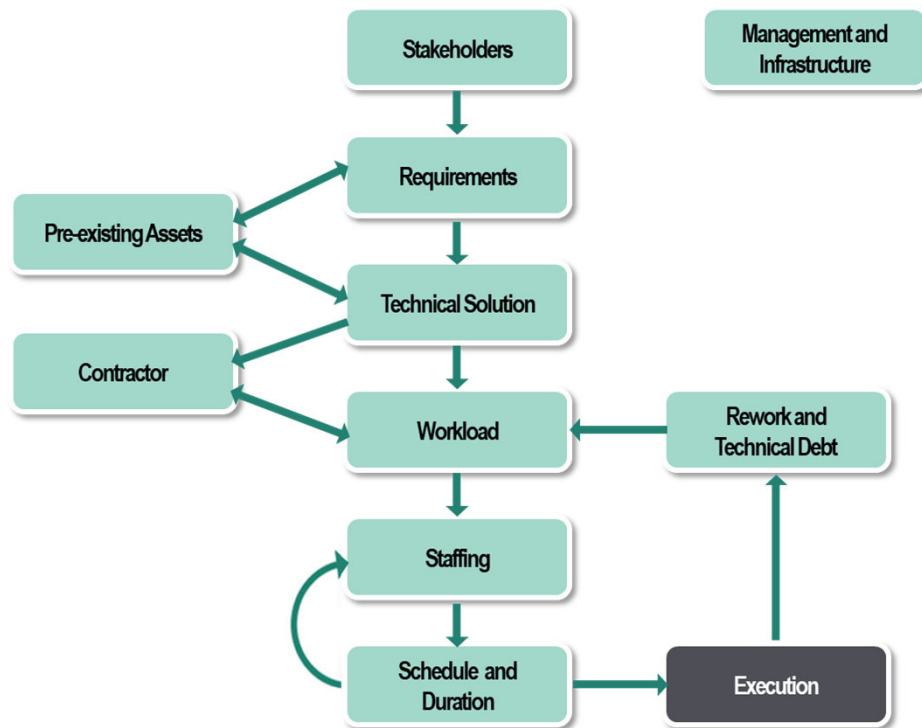 Stakeholders
Management and
Infrastructure
Requirements
Pre-existing Assets
Technical Solution
Contractor
Workload
Rework and
Technical Debt
Staffing
Schedule and
Duration
Execution